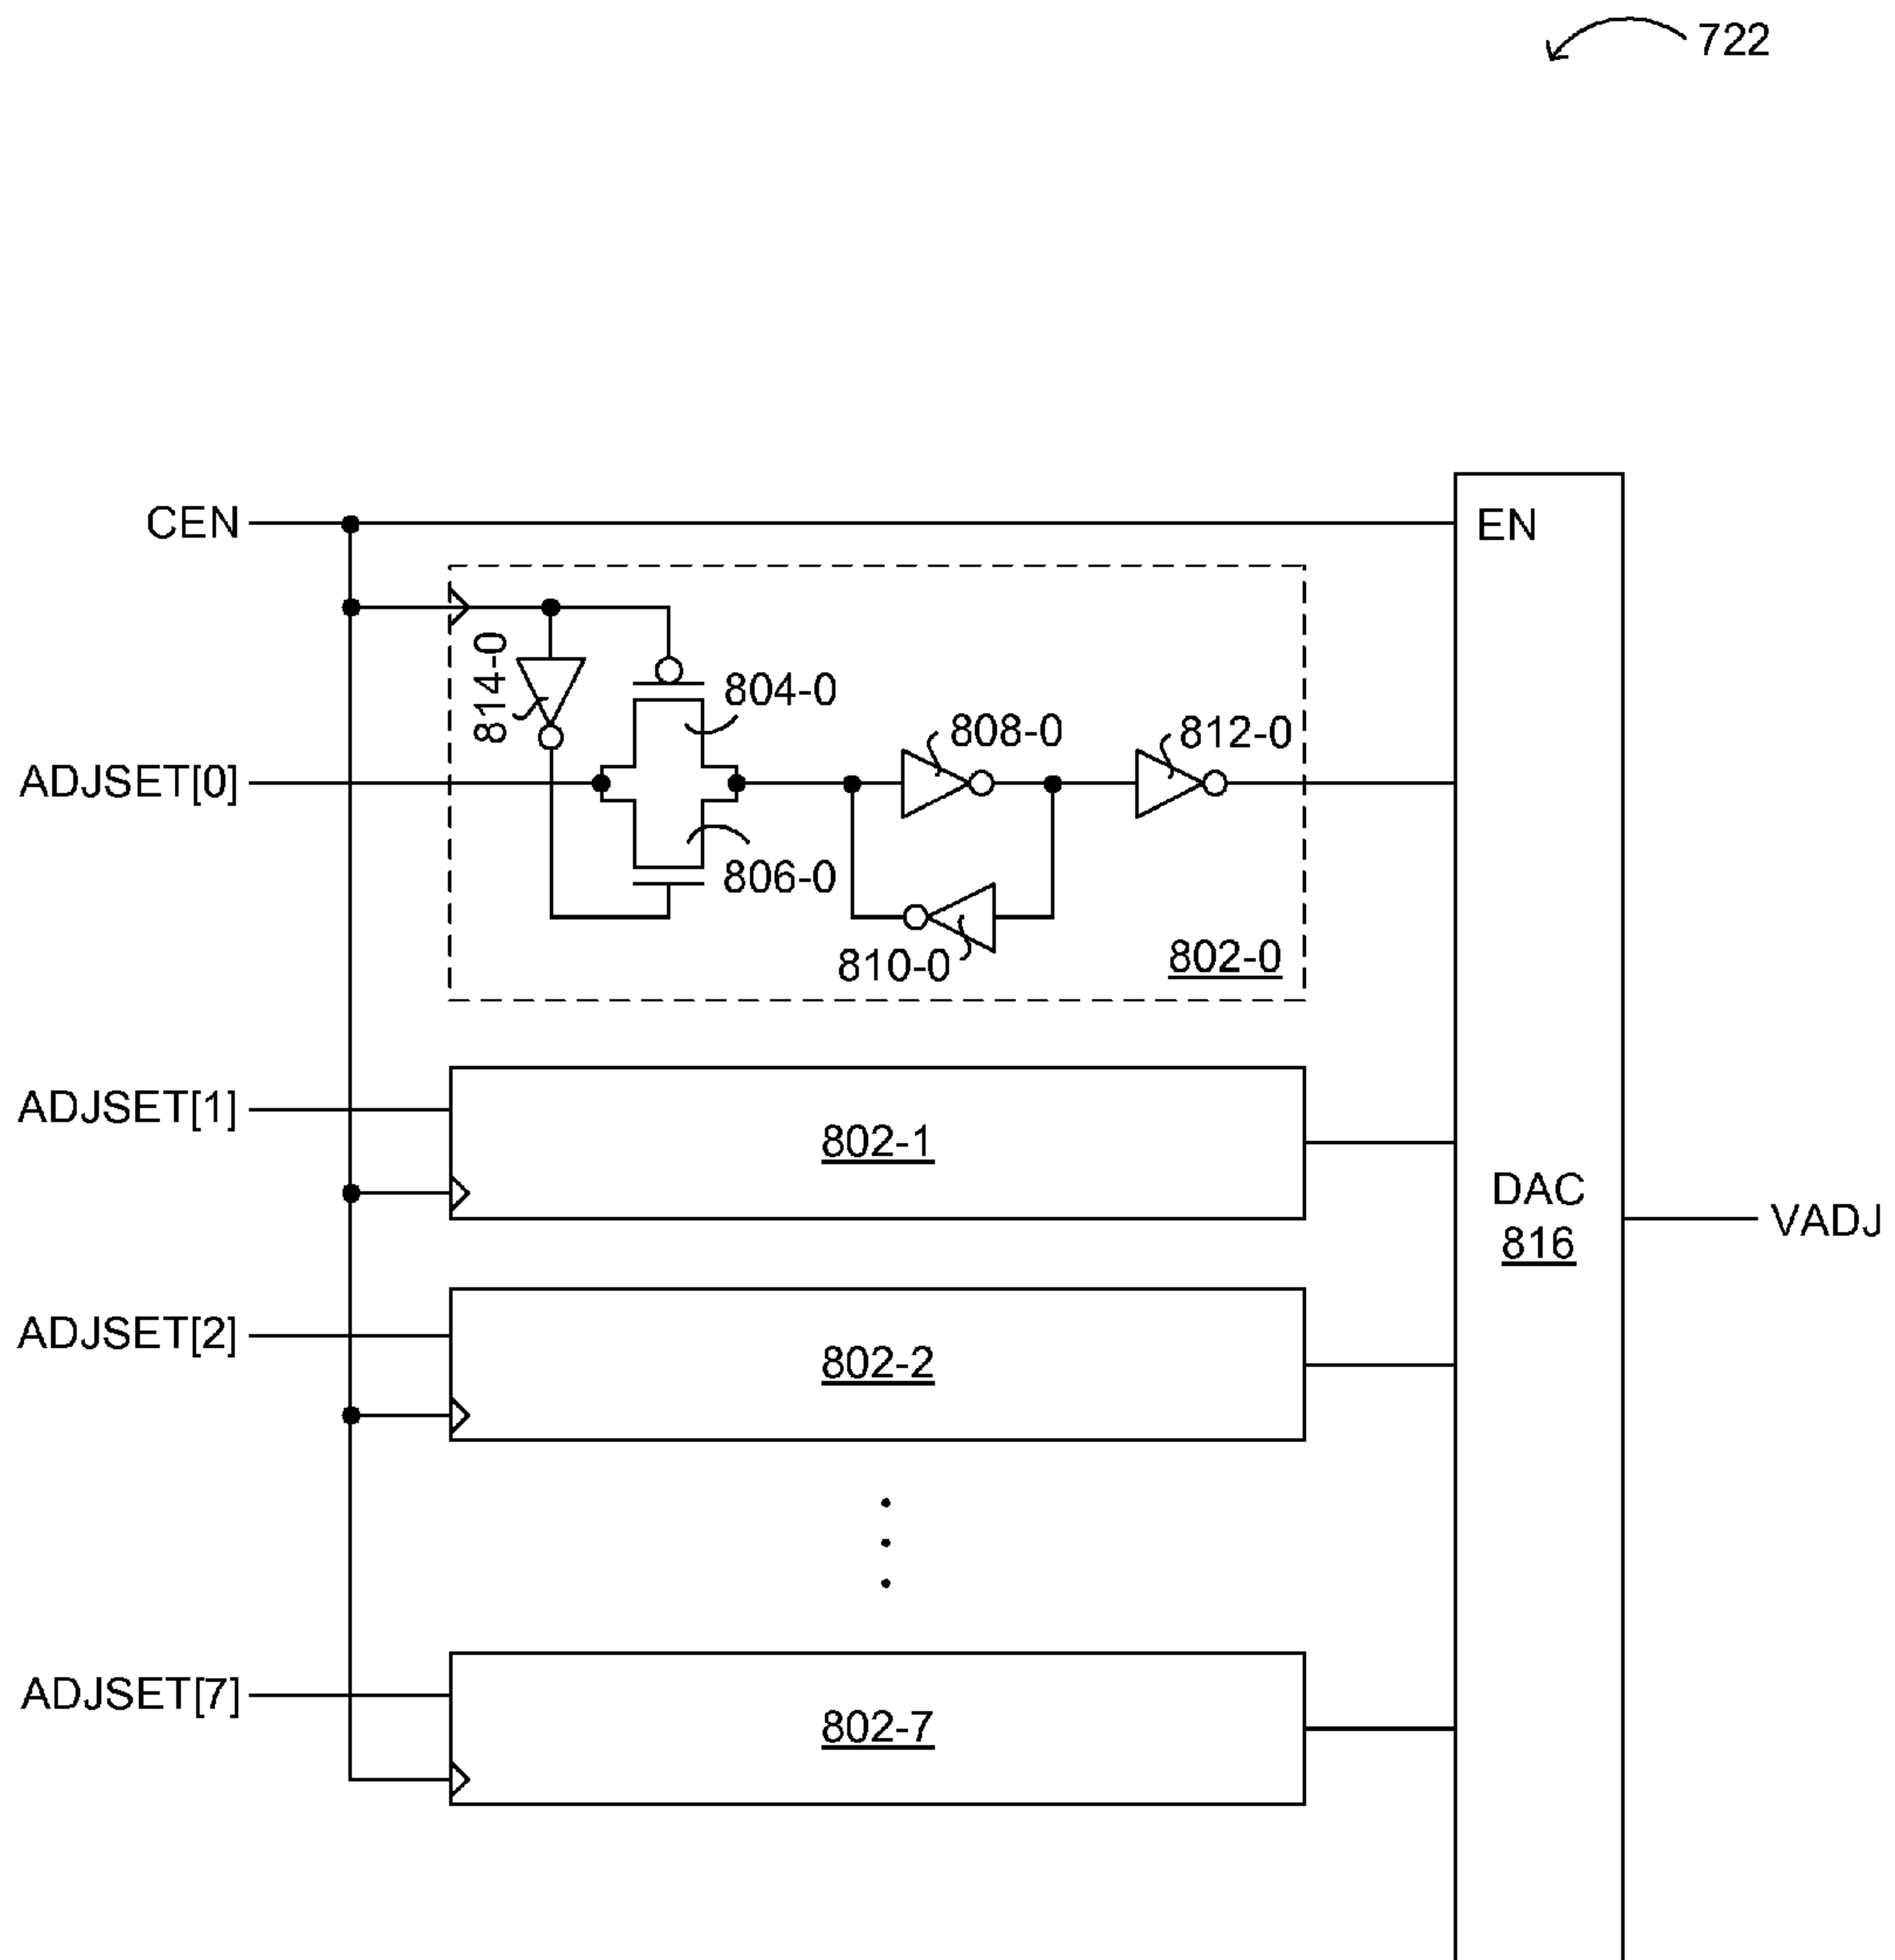 722
CEN
EN
814-0
804-0
808-0
812-0
ADJSET[0]
806-0
810-0
802-0
ADJSET[1]
802-1
DAC
816
VADJ
ADJSET[2]
802-2
ADJSET[7]
802-7